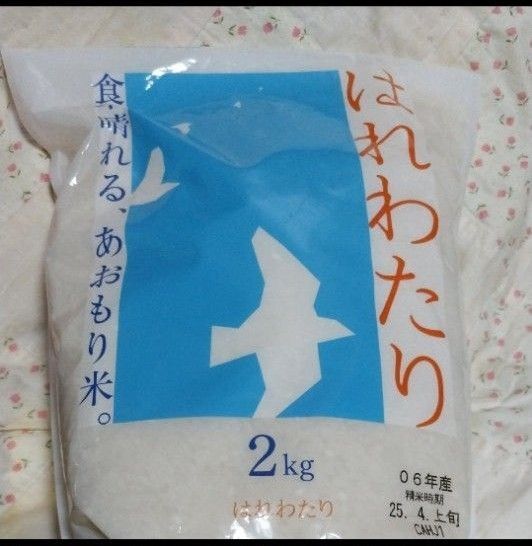 はれわたり
食・晴れる、あおもり米。
2kg
はれわたり
06年産
精米時期
25.4.上旬
CAHJ1